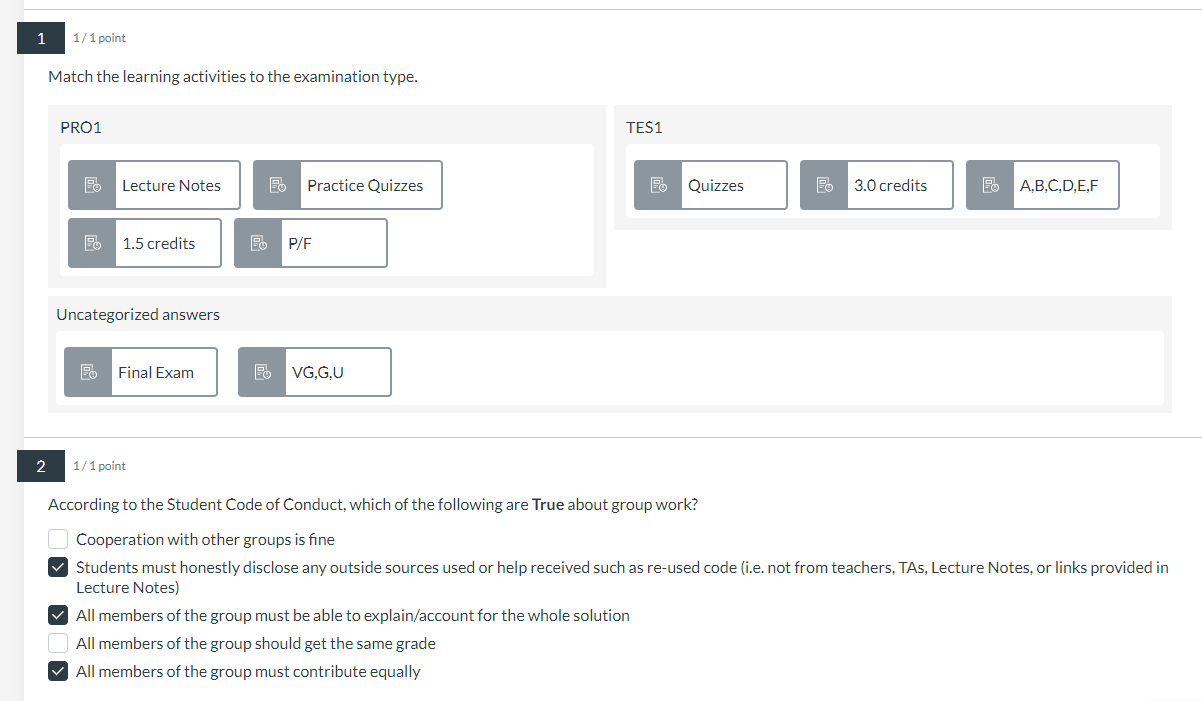 1
1 / 1 point
Match the learning activities to the examination type.
PRO1
Lecture Notes
Practice Quizzes
1.5 credits
P/F
TES1
Quizzes
3.0 credits
A,B,C,D,E,F
Uncategorized answers
Final Exam
VG,G,U
2
1 / 1 point
According to the Student Code of Conduct, which of the following are True about group work?
Cooperation with other groups is fine
Students must honestly disclose any outside sources used or help received such as re-used code (i.e. not from teachers, TAs, Lecture Notes, or links provided in
Lecture Notes)
All members of the group must be able to explain/account for the whole solution
All members of the group should get the same grade
All members of the group must contribute equally